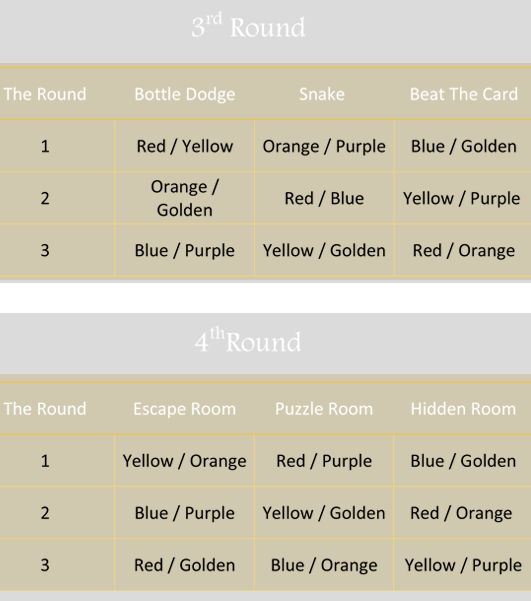 3rd Round
The Round Bottle Dodge Snake Beat The Card
1 Red / Yellow Orange / Purple Blue / Golden
2 Orange / Golden Red / Blue Yellow / Purple
3 Blue / Purple Yellow / Golden Red / Orange
4thRound
The Round Escape Room Puzzle Room Hidden Room
1 Yellow / Orange Red / Purple Blue / Golden
2 Blue / Purple Yellow / Golden Red / Orange
3 Red / Golden Blue / Orange Yellow / Purple